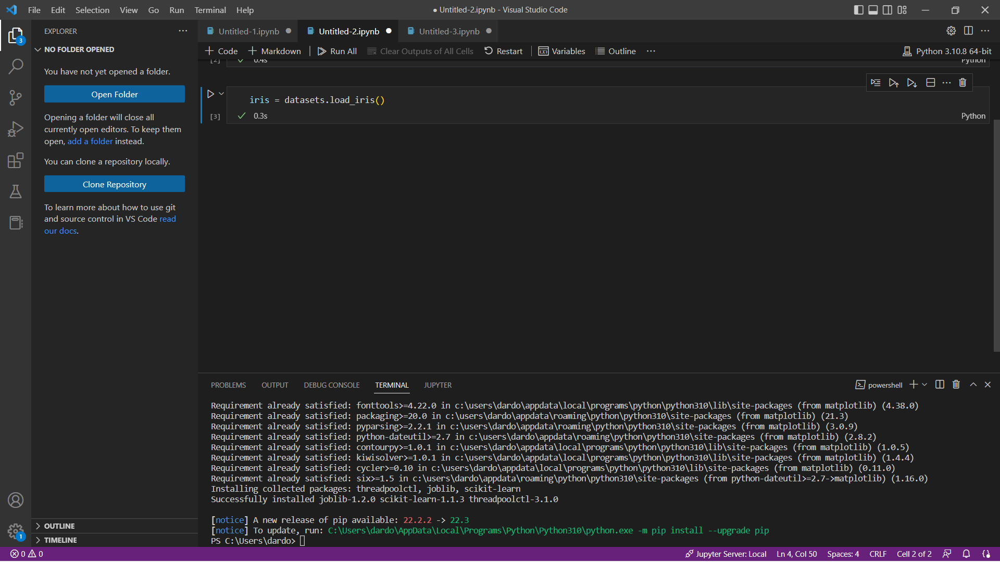 File Edit Selection View Go Run Terminal Help
● Untitled-2.ipynb - Visual Studio Code
EXPLORER
Untitled-1.ipynb
Untitled-2.ipynb
Untitled-3.ipynb
3
NO FOLDER OPENED
Code Markdown Run All Clear Outputs of All Cells Restart Variables Outline
Python 3.10.8 64-bit
[2] 0.4s Python
You have not yet opened a folder.
Open Folder
Opening a folder will close all
currently open editors. To keep them
open, add a folder instead.
You can clone a repository locally.
Clone Repository
To learn more about how to use git
and source control in VS Code read
our docs.
iris = datasets.load_iris()
[3] 0.3s Python
PROBLEMS OUTPUT DEBUG CONSOLE TERMINAL JUPYTER
powershell
Requirement already satisfied: fonttools>=4.22.0 in c:\users\dardo\appdata\local\programs\python\python310\lib\site-packages (from matplotlib) (4.38.0)
Requirement already satisfied: packaging>=20.0 in c:\users\dardo\appdata\roaming\python\python310\site-packages (from matplotlib) (21.3)
Requirement already satisfied: pyparsing>=2.2.1 in c:\users\dardo\appdata\roaming\python\python310\site-packages (from matplotlib) (3.0.9)
Requirement already satisfied: python-dateutil>=2.7 in c:\users\dardo\appdata\roaming\python\python310\site-packages (from matplotlib) (2.8.2)
Requirement already satisfied: contourpy>=1.0.1 in c:\users\dardo\appdata\local\programs\python\python310\lib\site-packages (from matplotlib) (1.0.5)
Requirement already satisfied: kiwisolver>=1.0.1 in c:\users\dardo\appdata\local\programs\python\python310\lib\site-packages (from matplotlib) (1.4.4)
Requirement already satisfied: cycler>=0.10 in c:\users\dardo\appdata\local\programs\python\python310\lib\site-packages (from matplotlib) (0.11.0)
Requirement already satisfied: six>=1.5 in c:\users\dardo\appdata\roaming\python\python310\site-packages (from python-dateutil>=2.7->matplotlib) (1.16.0)
Installing collected packages: threadpoolctl, joblib, scikit-learn
Successfully installed joblib-1.2.0 scikit-learn-1.1.3 threadpoolctl-3.1.0
[notice] A new release of pip available: 22.2.2 -> 22.3
[notice] To update, run: C:\Users\dardo\AppData\Local\Programs\Python\Python310\python.exe -m pip install --upgrade pip
PS C:\Users\dardo>
OUTLINE
TIMELINE
1
0 0
Jupyter Server: Local Ln 4, Col 50 Spaces: 4 CRLF Cell 2 of 2